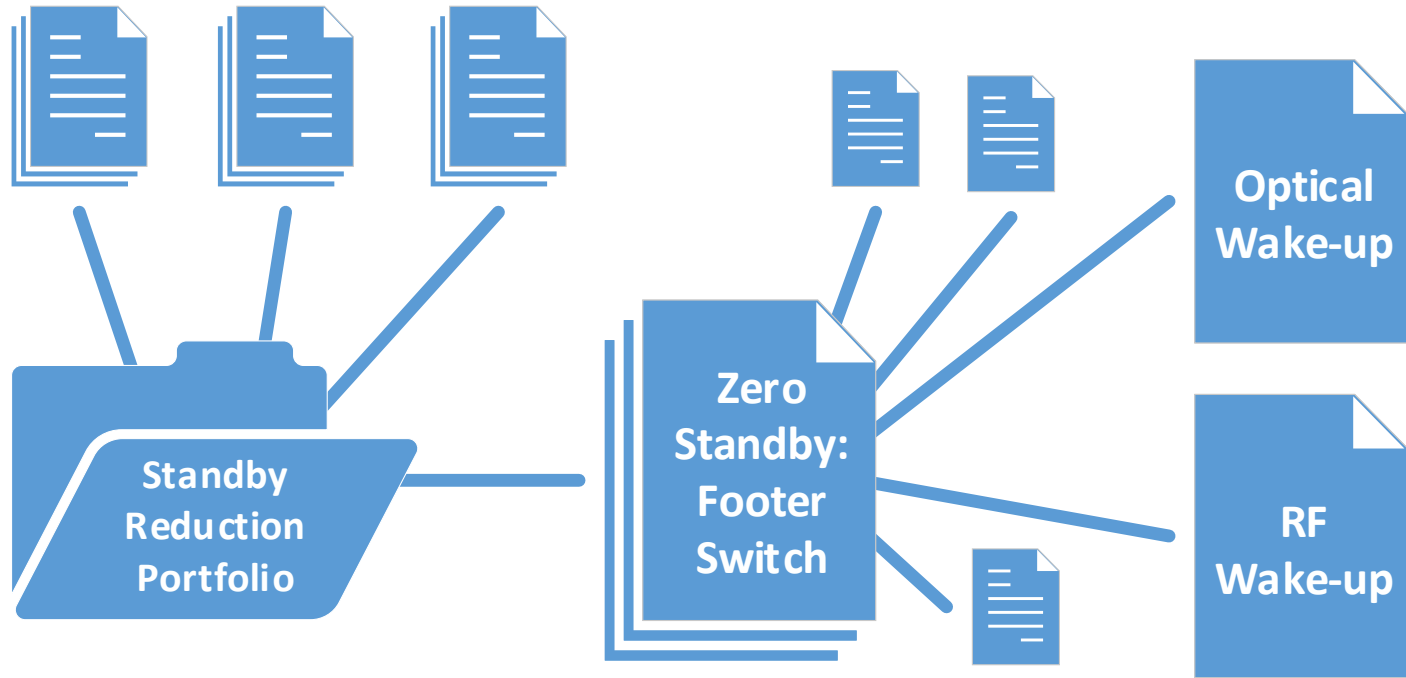 Standby
Reduction
Portfolio
Zero
Standby:
Footer
Switch
Optical
Wake-up
RF
Wake-up